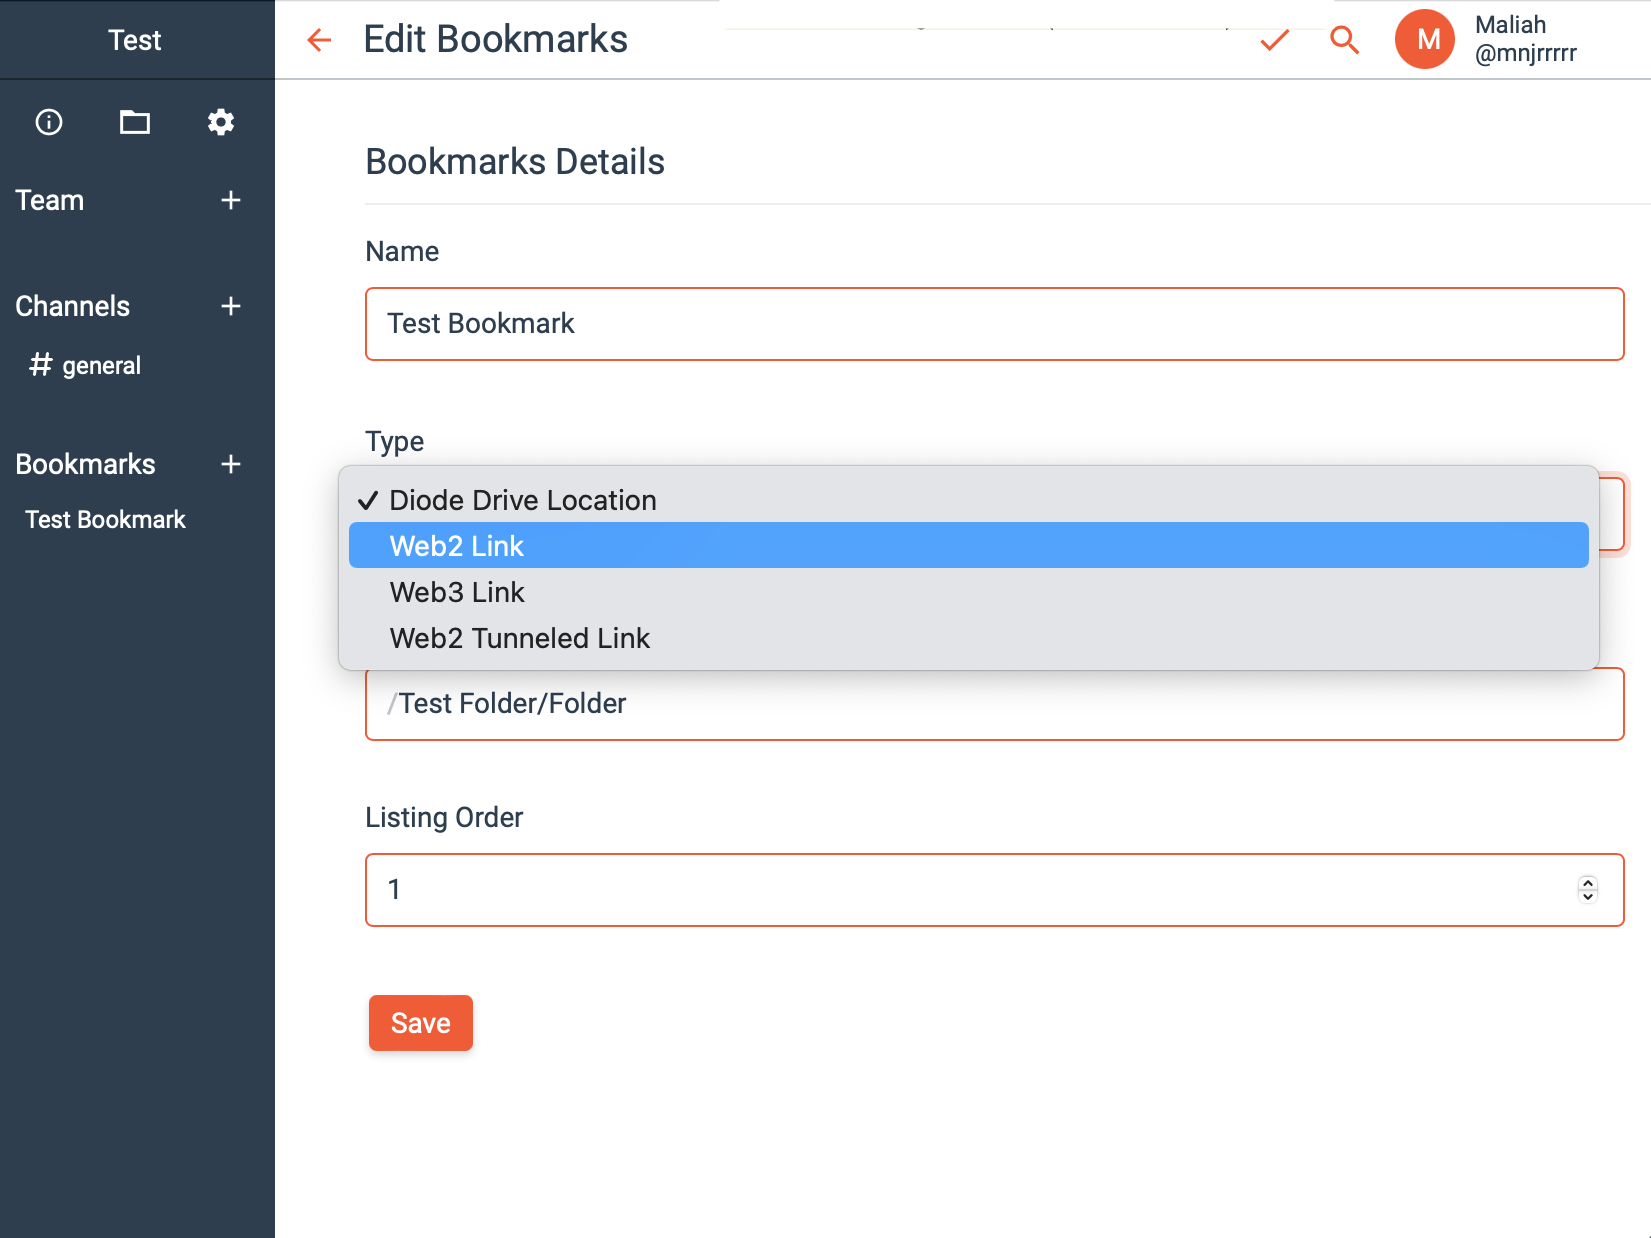 Test
Edit Bookmarks
M
Maliah
@mnjrrrrr
Team
Channels
# general
Bookmarks
Test Bookmark
Bookmarks Details
Name
Test Bookmark
Type
✓ Diode Drive Location
Web2 Link
Web3 Link
Web2 Tunneled Link
/Test Folder/Folder
Listing Order
1
Save